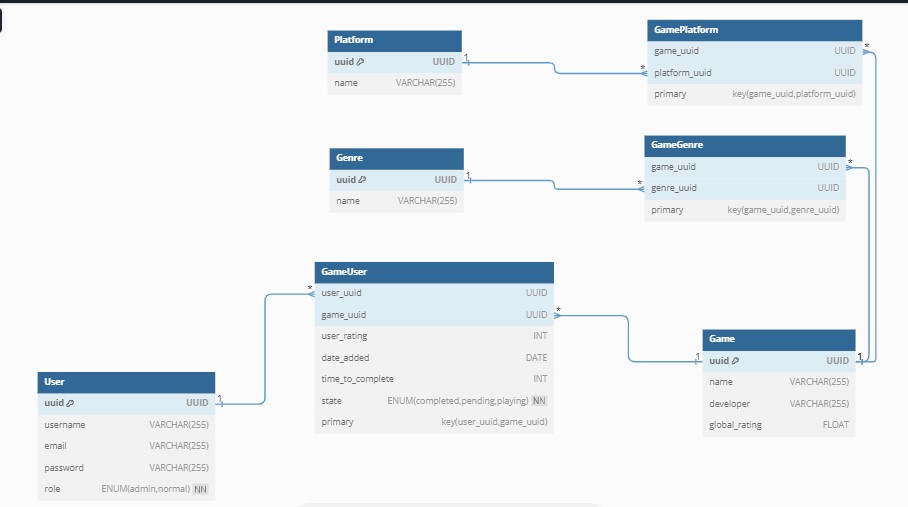 Platform
uuid UUID
name VARCHAR(255)
1
*
GamePlatform
game_uuid UUID
platform_uuid UUID
primary key(game_uuid,platform_uuid)
*
Genre
uuid UUID
name VARCHAR(255)
1
*
GameGenre
game_uuid UUID
genre_uuid UUID
primary key(game_uuid,genre_uuid)
*
GameUser
user_uuid UUID
game_uuid UUID
user_rating INT
date_added DATE
time_to_complete INT
state ENUM(completed,pending,playing) NN
primary key(user_uuid,game_uuid)
*
*
Game
uuid UUID
name VARCHAR(255)
developer VARCHAR(255)
global_rating FLOAT
1
1
User
uuid UUID
username VARCHAR(255)
email VARCHAR(255)
password VARCHAR(255)
role ENUM(admin,normal) NN
1